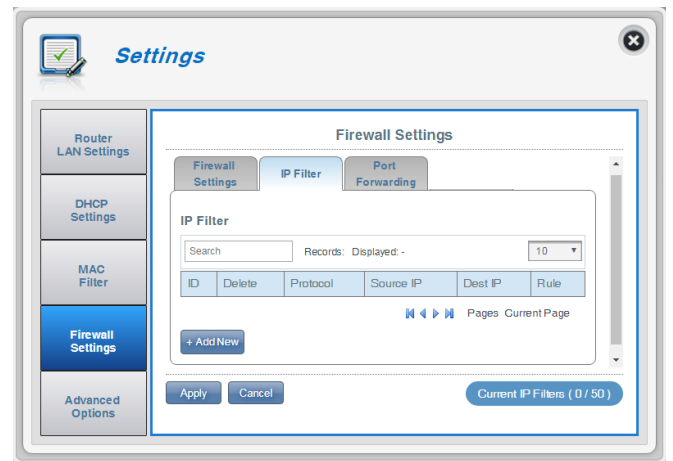 Settings
Router
LAN Settings
DHCP
Settings
MAC
Filter
Firewall
Settings
Advanced
Options
Firewall Settings
Firewall
Settings
IP Filter
Port
Forwarding
IP Filter
Search
Records: Displayed: -
10
ID Delete Protocol Source IP Dest IP Rule
Pages Current Page
+ Add New
Apply
Cancel
Current IP Filters ( 0 / 50 )